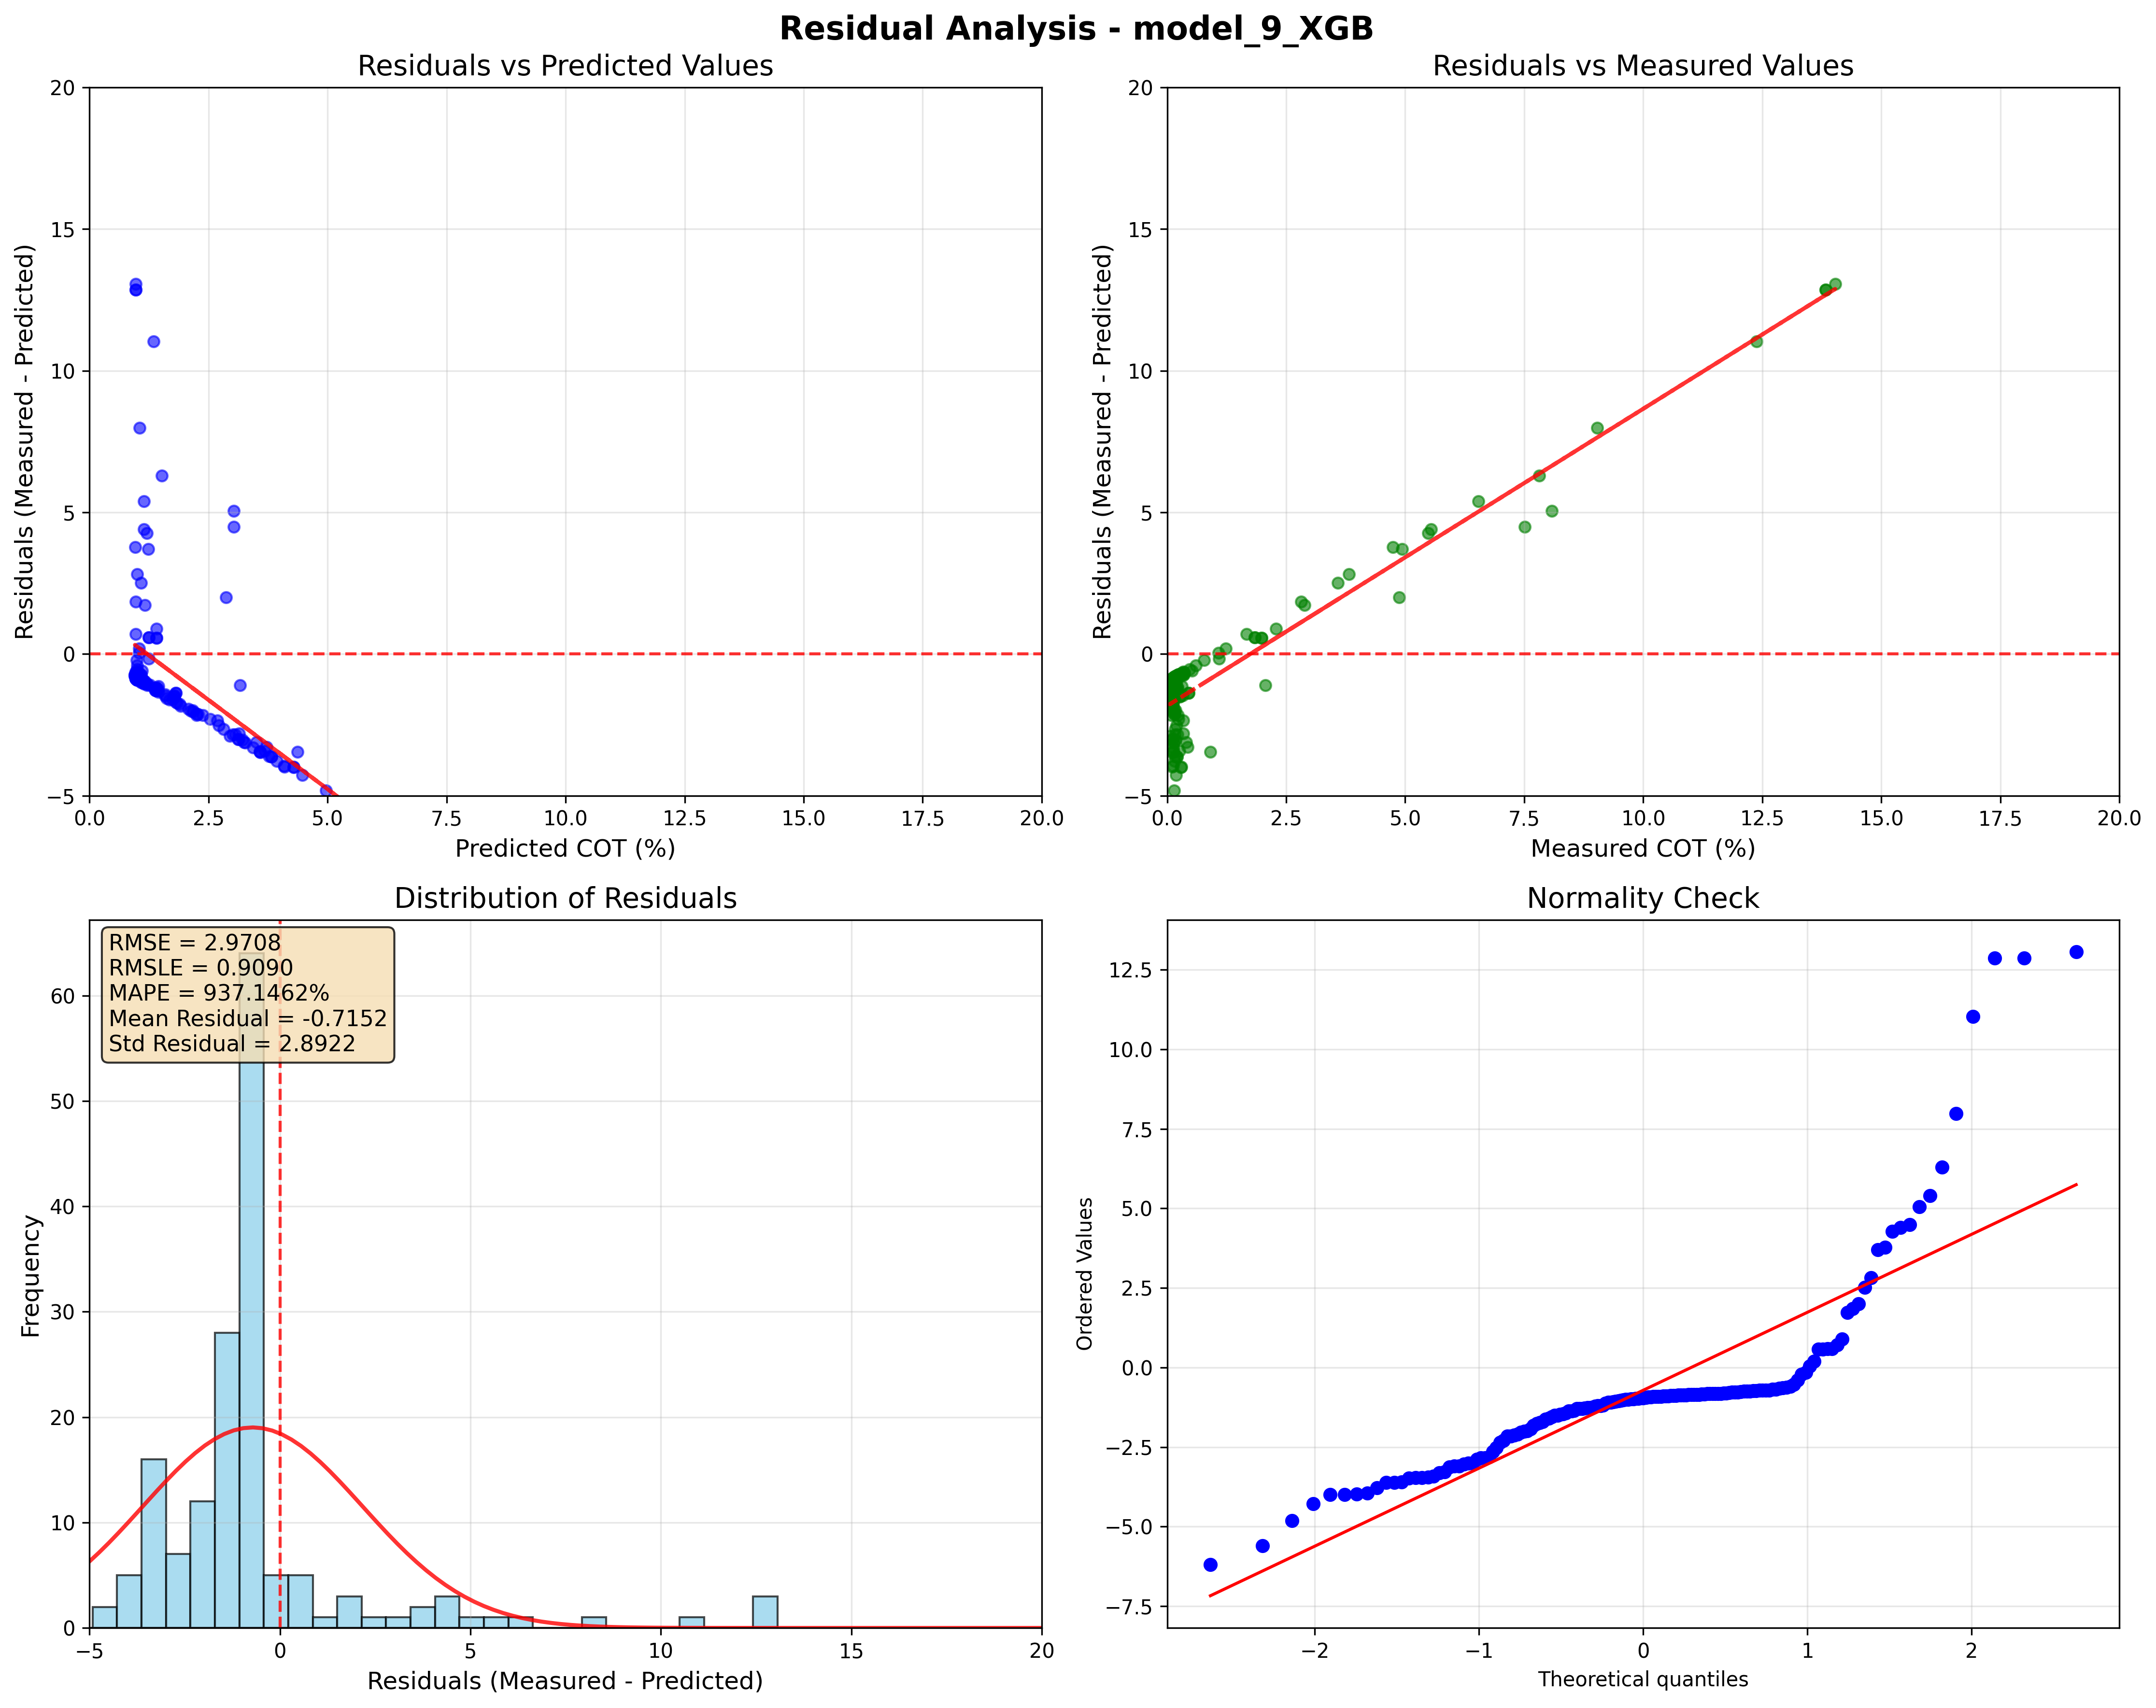 Residual Analysis - model_9_XGB
Residuals vs Predicted Values
20
15
10
5
0
−5
Residuals (Measured - Predicted)
0.0 2.5 5.0 7.5 10.0 12.5 15.0 17.5 20.0
Predicted COT (%)
Residuals vs Measured Values
20
15
10
5
0
−5
Residuals (Measured - Predicted)
0.0 2.5 5.0 7.5 10.0 12.5 15.0 17.5 20.0
Measured COT (%)
Distribution of Residuals
RMSE = 2.9708
RMSLE = 0.9090
MAPE = 937.1462%
Mean Residual = -0.7152
Std Residual = 2.8922
60
50
40
30
20
10
0
Frequency
−5 0 5 10 15 20
Residuals (Measured - Predicted)
Normality Check
12.5
10.0
7.5
5.0
2.5
0.0
−2.5
−5.0
−7.5
Ordered Values
−2 −1 0 1 2
Theoretical quantiles